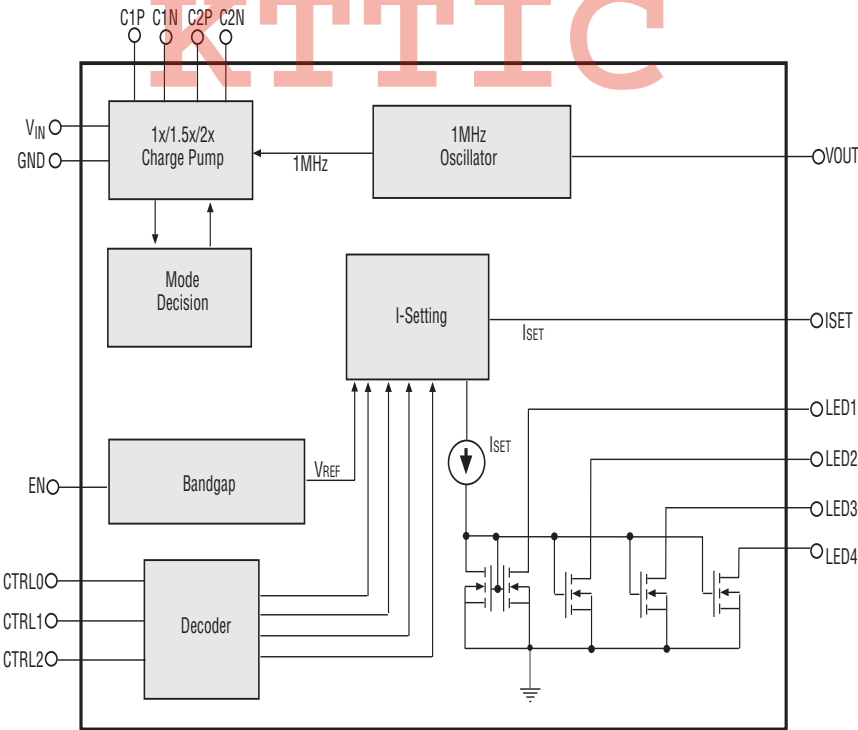 KTTIC
C1P C1N C2P C2N
VIN
GND
1x/1.5x/2x
Charge Pump
1MHz
1MHz
Oscillator
VOUT
Mode
Decision
I-Setting
ISET
ISET
ISET
LED1
LED2
LED3
LED4
EN
Bandgap
VREF
CTRL0
CTRL1
CTRL2
Decoder